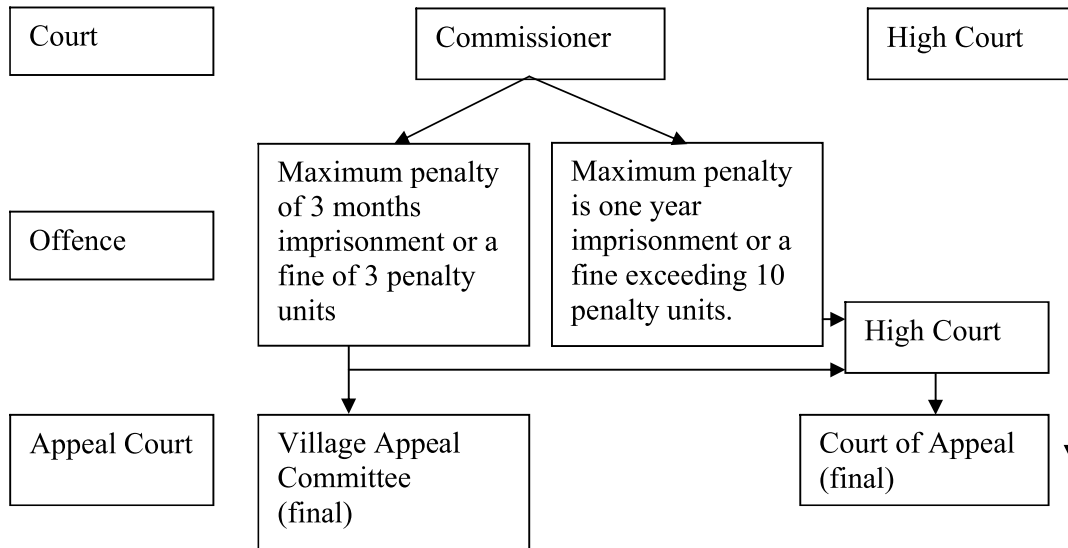 Court
Commissioner
High Court
Offence
Maximum penalty
of 3 months
imprisonment or a
fine of 3 penalty
units
Maximum penalty
is one year
imprisonment or a
fine exceeding 10
penalty units.
High Court
Appeal Court
Village Appeal
Committee
(final)
Court of Appeal
(final)